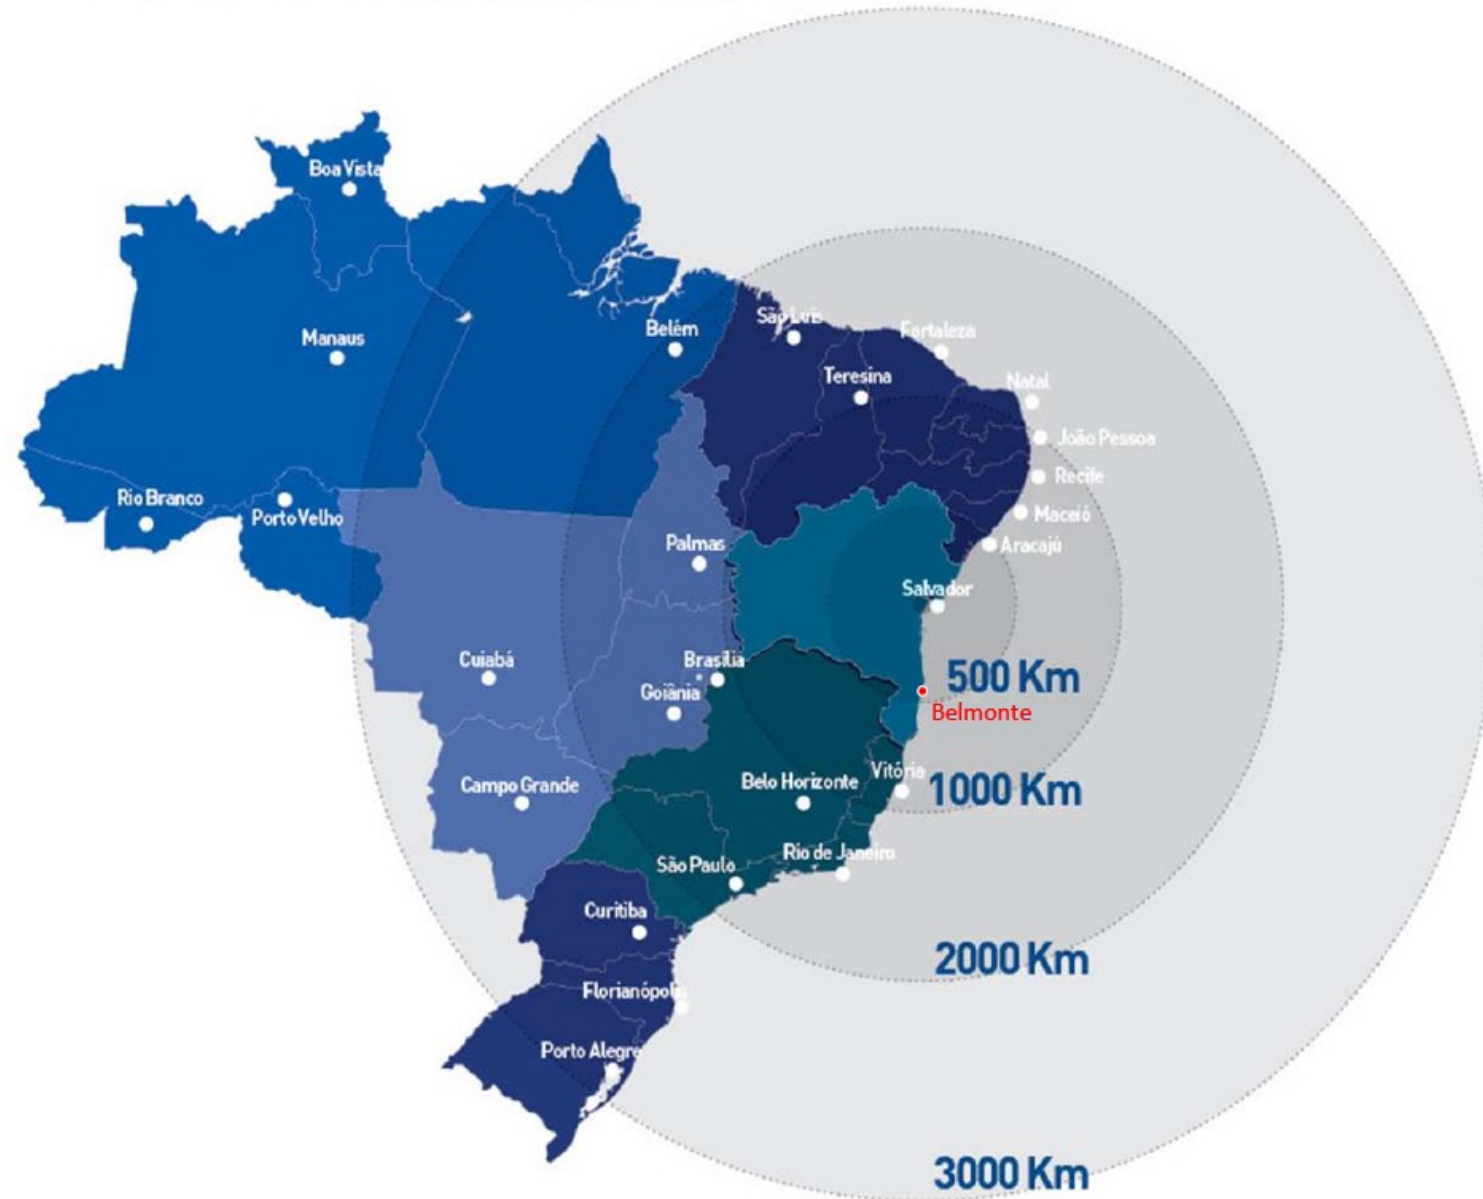 Boa Vista
São Luís
Belém
Fortaleza
Manaus
Teresina
Natal
João Pessoa
Recife
Rio Branco
Porto Velho
Maceió
Palmas
Aracajú
Salvador
Cuiabá
Brasília
Goiânia
500 Km
Belmonte
Vitória
Campo Grande
Belo Horizonte
1000 Km
São Paulo
Rio de Janeiro
Curitiba
2000 Km
Florianópolis
Porto Alegre
3000 Km